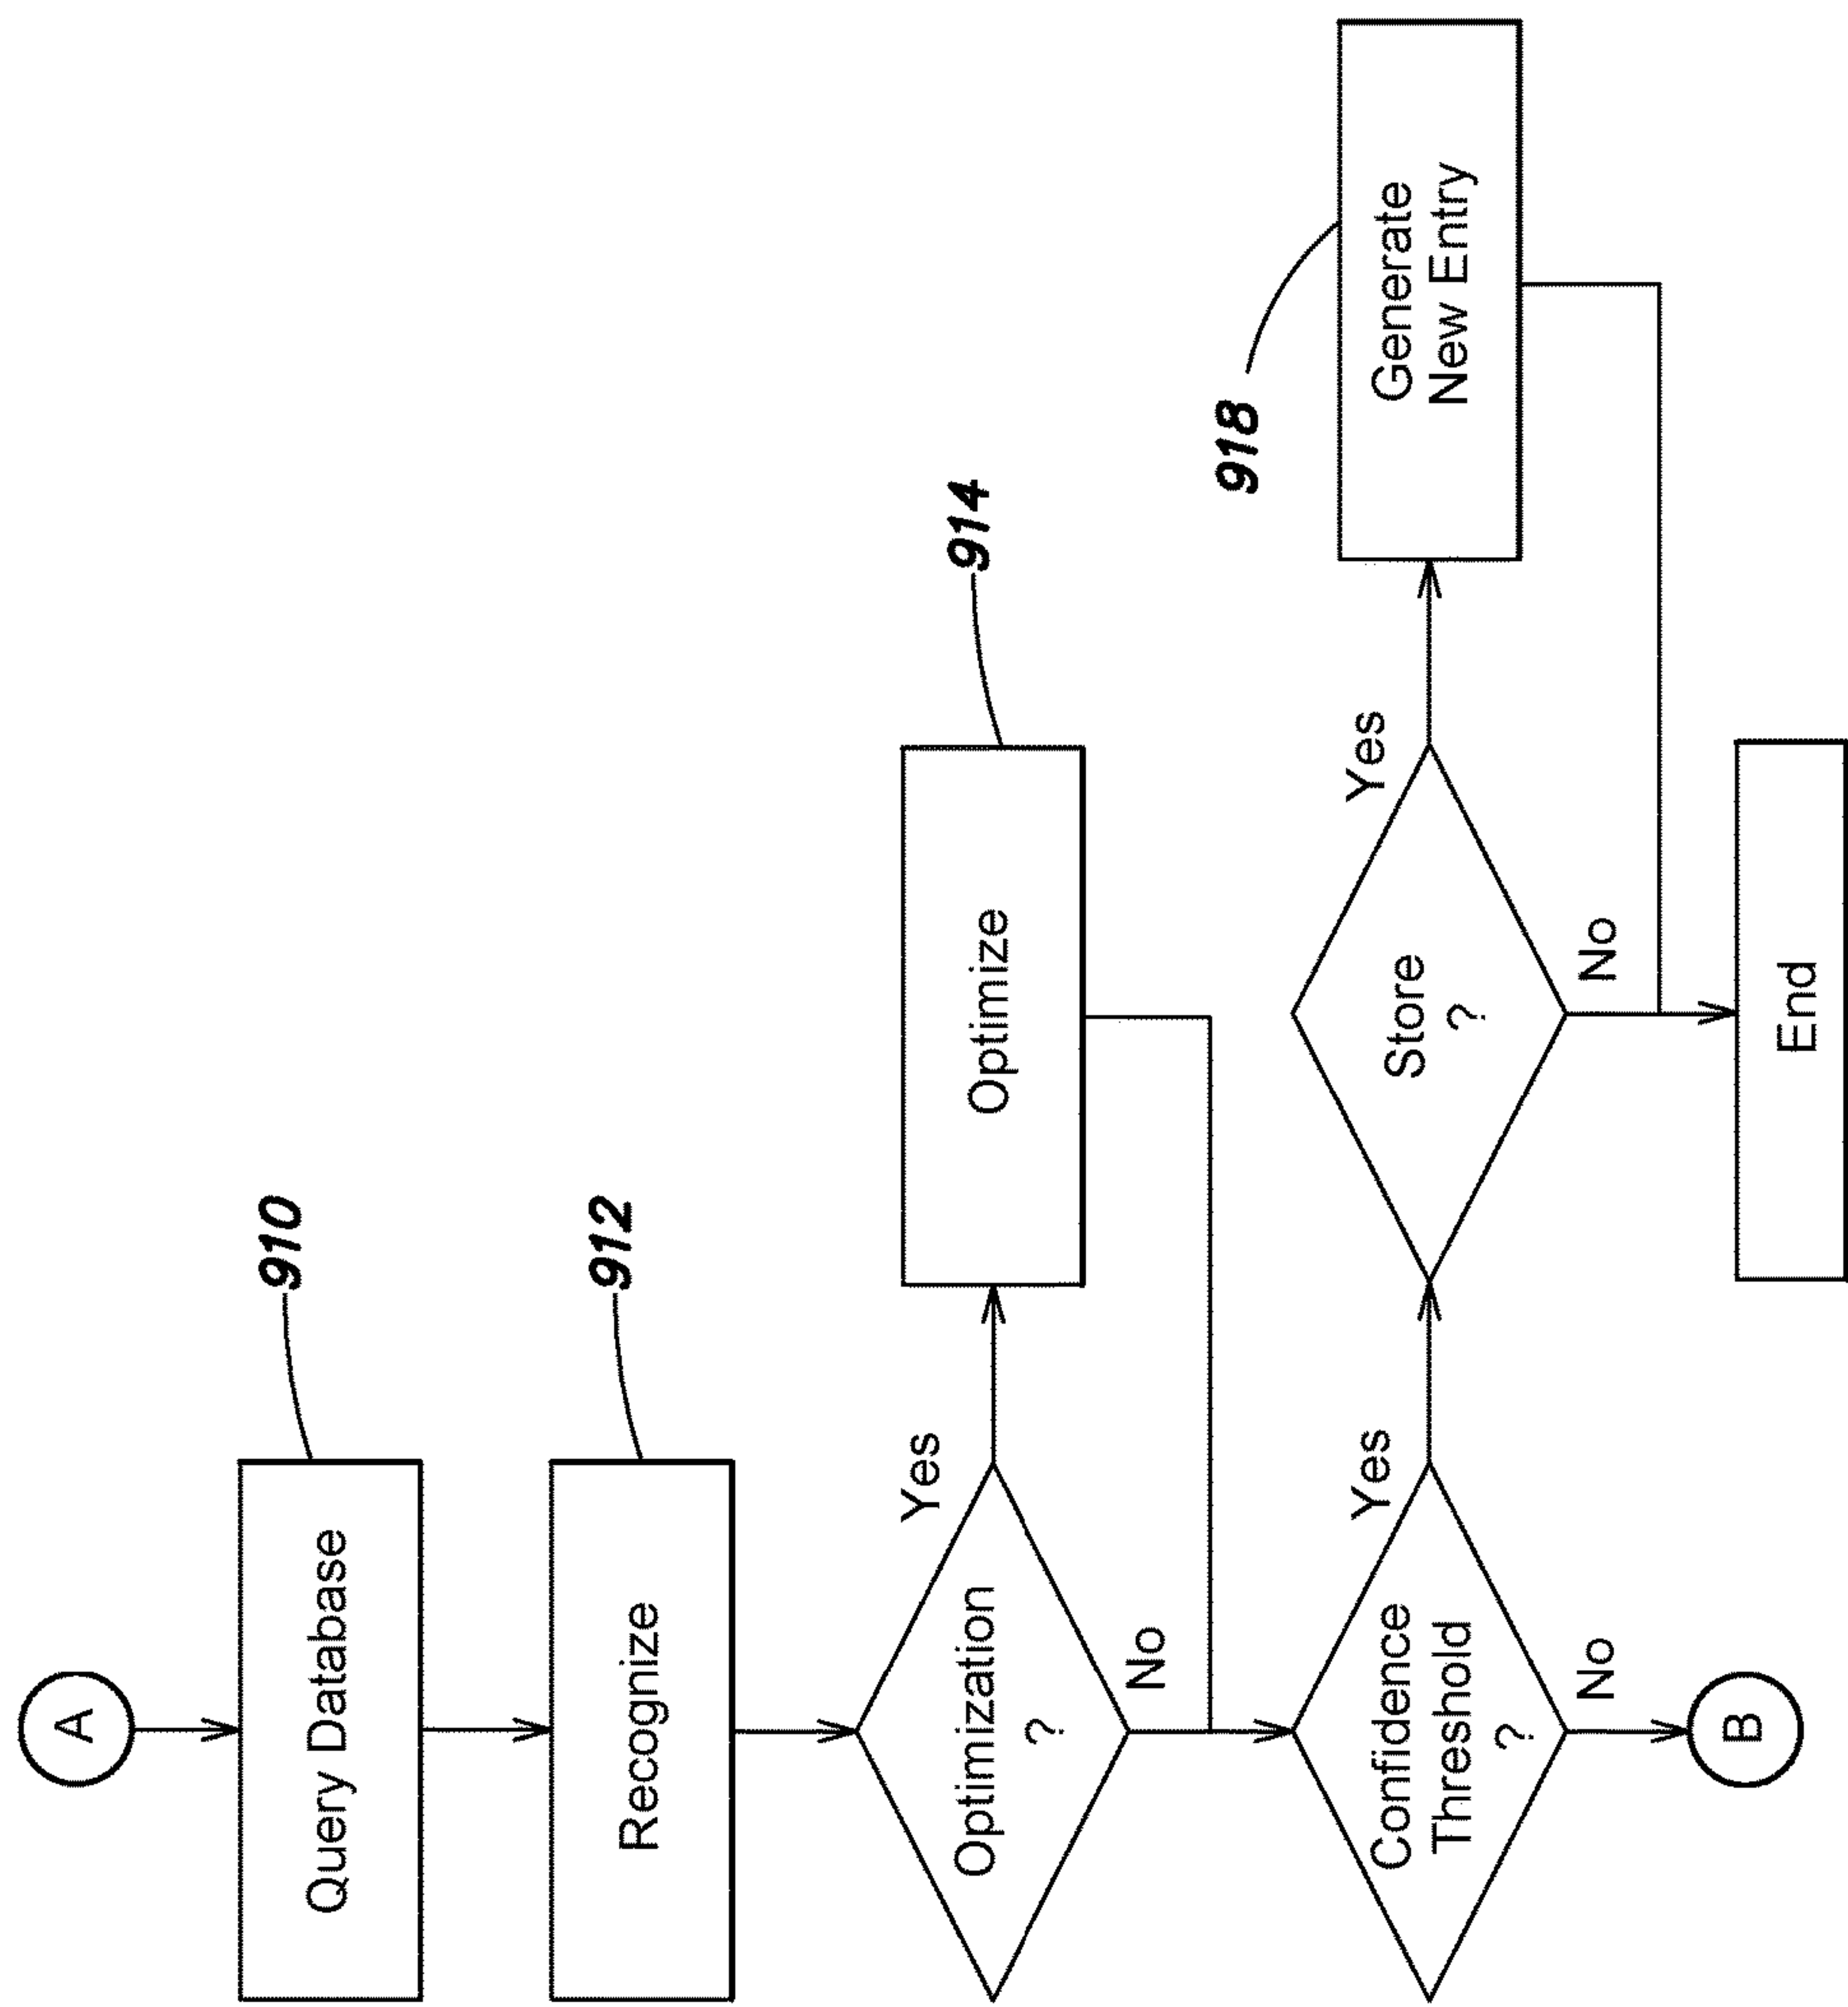 A
Query Database
910
Recognize
912
Optimization
?
Yes
Optimize
914
No
Confidence
Threshold
?
Yes
Store
?
Yes
Generate
New Entry
918
No
B
No
End